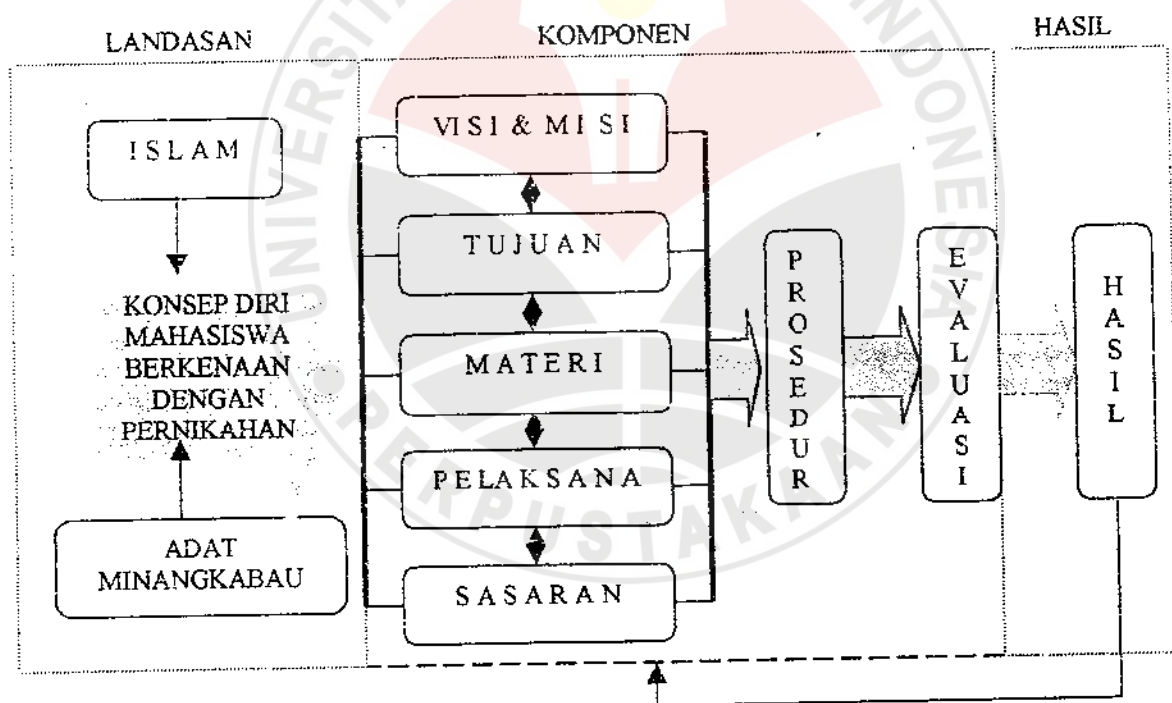 LANDASAN
KOMPONEN
HASIL
ISLAM
KONSEP DIRI
MAHASISWA
BERKENAAN
DENGAN
PERNIKAHAN
ADAT
MINANGKABAU
VISI & MISI
TUJUAN
MATERI
PELAKSANA
SASARAN
PROSEDUR
EVALUASI
HASIL
PERPUSTAKAAN